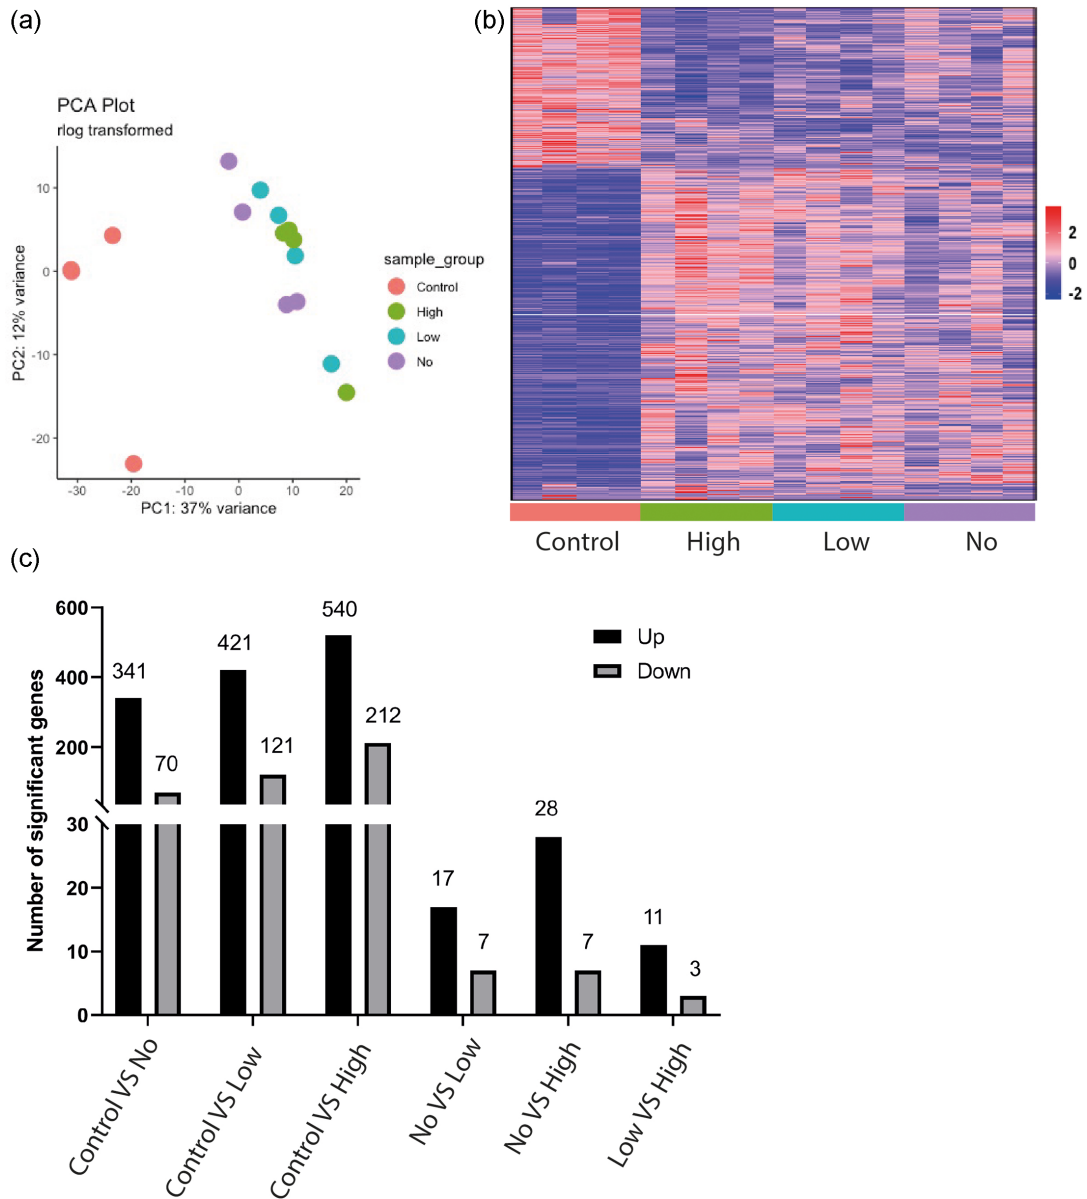 (a)
PCA Plot
rlog transformed
10
0
-10
-20
PC2: 12% variance
-30
-20
-10
0
10
20
PC1: 37% variance
sample_group
Control
High
Low
No
(b)
2
0
-2
Control
High
Low
No
(c)
Number of significant genes
600
400
200
30
20
10
0
341
70
421
121
540
212
17
7
28
7
11
3
Up
Down
Control VS No
Control VS Low
Control VS High
No VS Low
No VS High
Low VS High